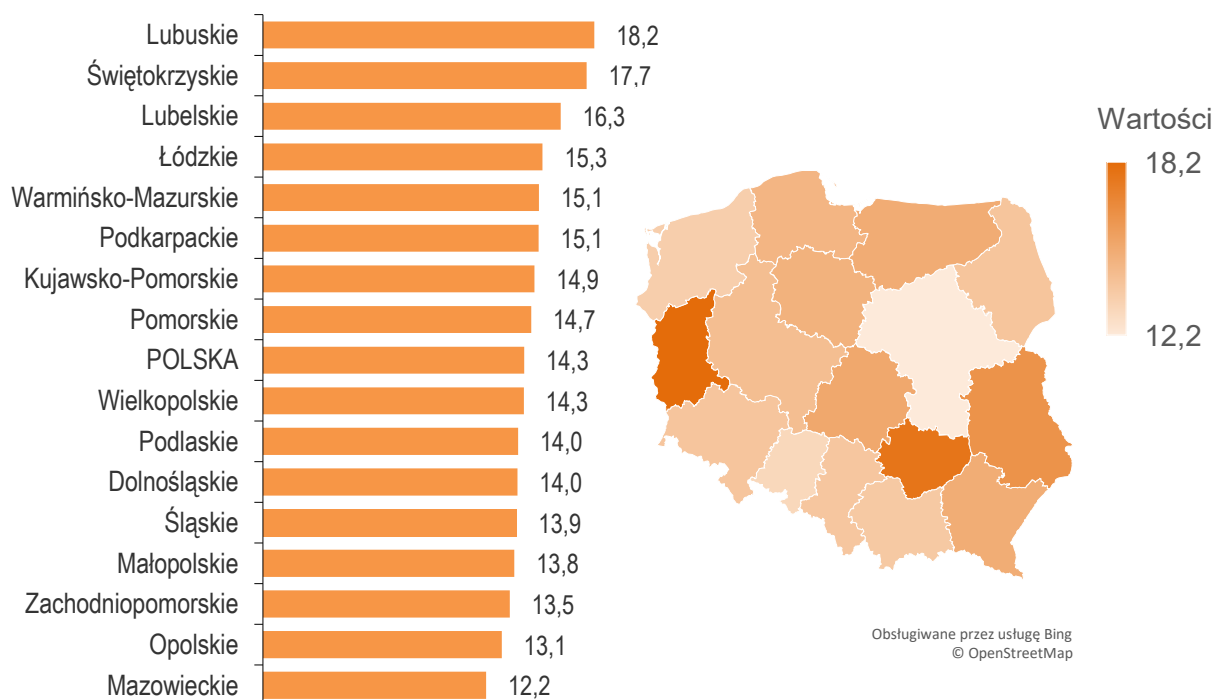 Lubuskie 18,2
Świętokrzyskie 17,7
Lubelskie 16,3
Łódzkie 15,3
Warmińsko-Mazurskie 15,1
Podkarpackie 15,1
Kujawsko-Pomorskie 14,9
Pomorskie 14,7
POLSKA 14,3
Wielkopolskie 14,3
Podlaskie 14,0
Dolnośląskie 14,0
Śląskie 13,9
Małopolskie 13,8
Zachodniopomorskie 13,5
Opolskie 13,1
Mazowieckie 12,2
Wartości
18,2
12,2
Obsługiwane przez usługę Bing
© OpenStreetMap